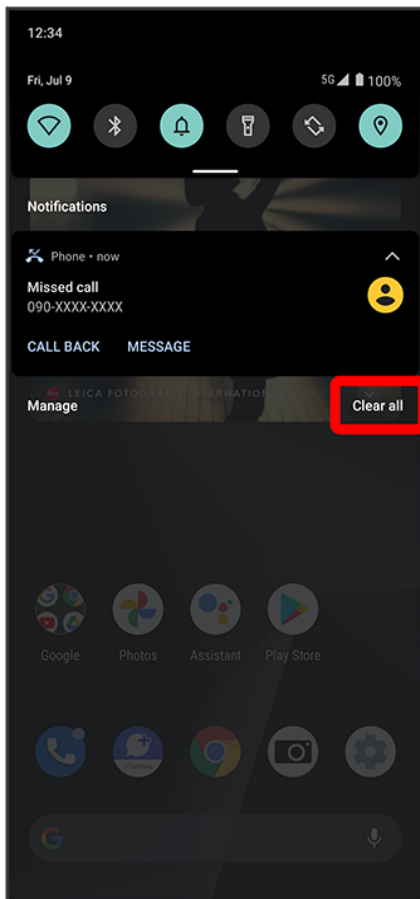 12:34
Fri, Jul 9 5G 100%
Notifications
Phone • now
Missed call
090-XXXX-XXXX
CALL BACK MESSAGE
LEICA FOTOGRAFIE INTERNATION
Manage Clear all
Google Photos Assistant Play Store
G